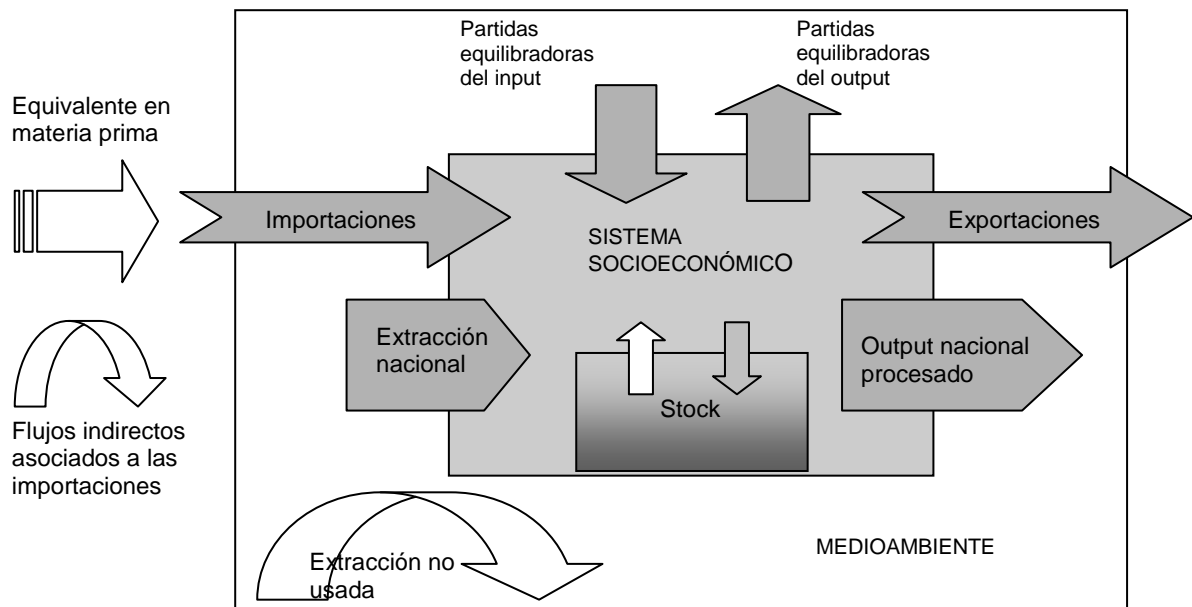 Partidas
equilibradoras
del input
Partidas
equilibradoras
del output
Equivalente en
materia prima
Importaciones
Exportaciones
SISTEMA
SOCIOECONÓMICO
Extracción
nacional
Output nacional
procesado
Stock
Flujos indirectos
asociados a las
importaciones
MEDIOAMBIENTE
Extracción no
usada